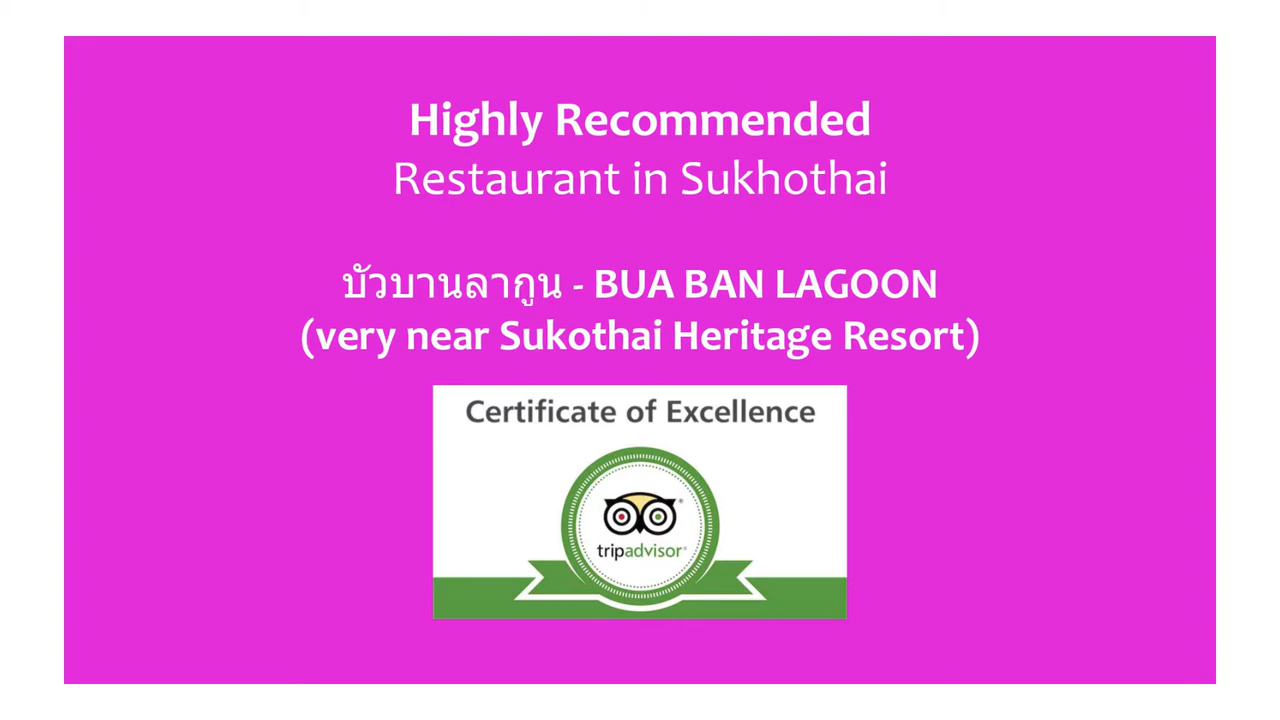 Highly Recommended
Restaurant in Sukhothai
บัวบานลากูน - BUA BAN LAGOON
(very near Sukothai Heritage Resort)
Certificate of Excellence
tripadvisor®